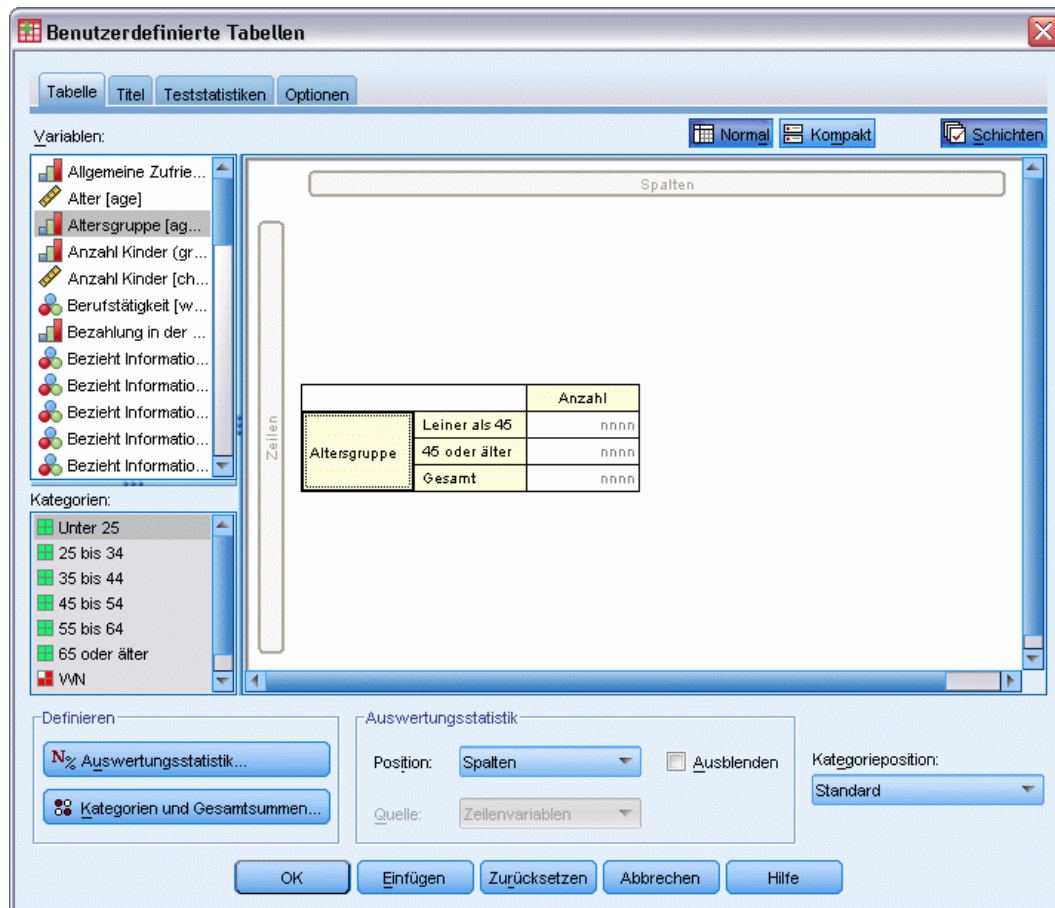 Benutzerdefinierte Tabellen
Tabelle Titel Teststatistiken Optionen
Variablen:
Normal Kompakt Schichten
Allgemeine Zufrie...
Alter [age]
Altersgruppe [ag...
Anzahl Kinder (gr...
Anzahl Kinder [ch...
Berufstätigkeit [w...
Bezahlung in der ...
Bezieht Informatio...
Bezieht Informatio...
Bezieht Informatio...
Bezieht Informatio...
Bezieht Informatio...
Spalten
Zeilen
Anzahl
Altersgruppe
Leiner als 45 nnnn
45 oder älter nnnn
Gesamt nnnn
Kategorien:
Unter 25
25 bis 34
35 bis 44
45 bis 54
55 bis 64
65 oder älter
WN
Definieren
N% Auswertungsstatistik...
Kategorien und Gesamtsummen...
Auswertungsstatistik
Position: Spalten Ausblenden
Quelle: Zeilenvariablen
Kategorieposition:
Standard
OK Einfügen Zurücksetzen Abbrechen Hilfe